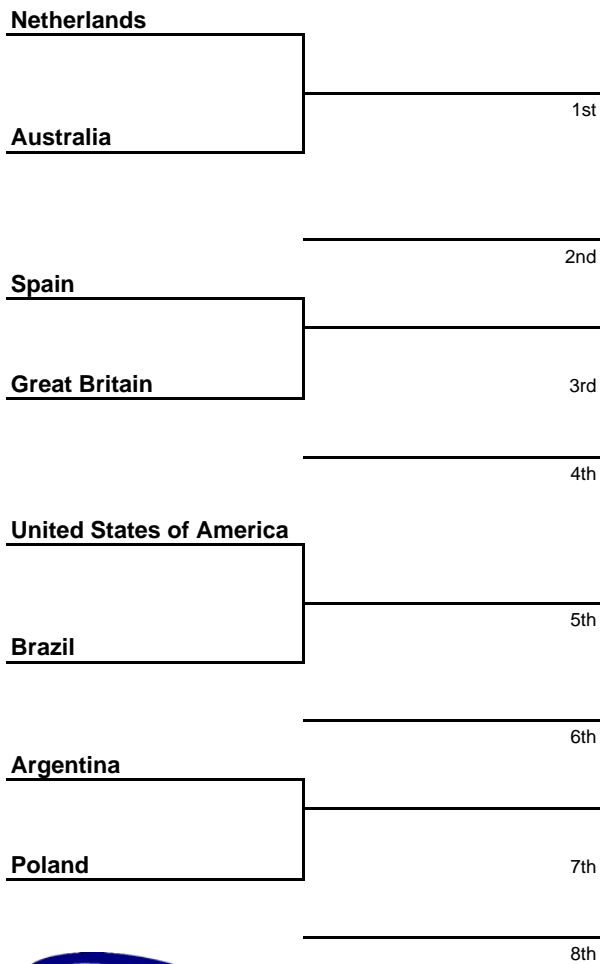 Netherlands
1st
Australia
2nd
Spain
Great Britain
3rd
4th
United States of America
5th
Brazil
6th
Argentina
Poland
7th
8th